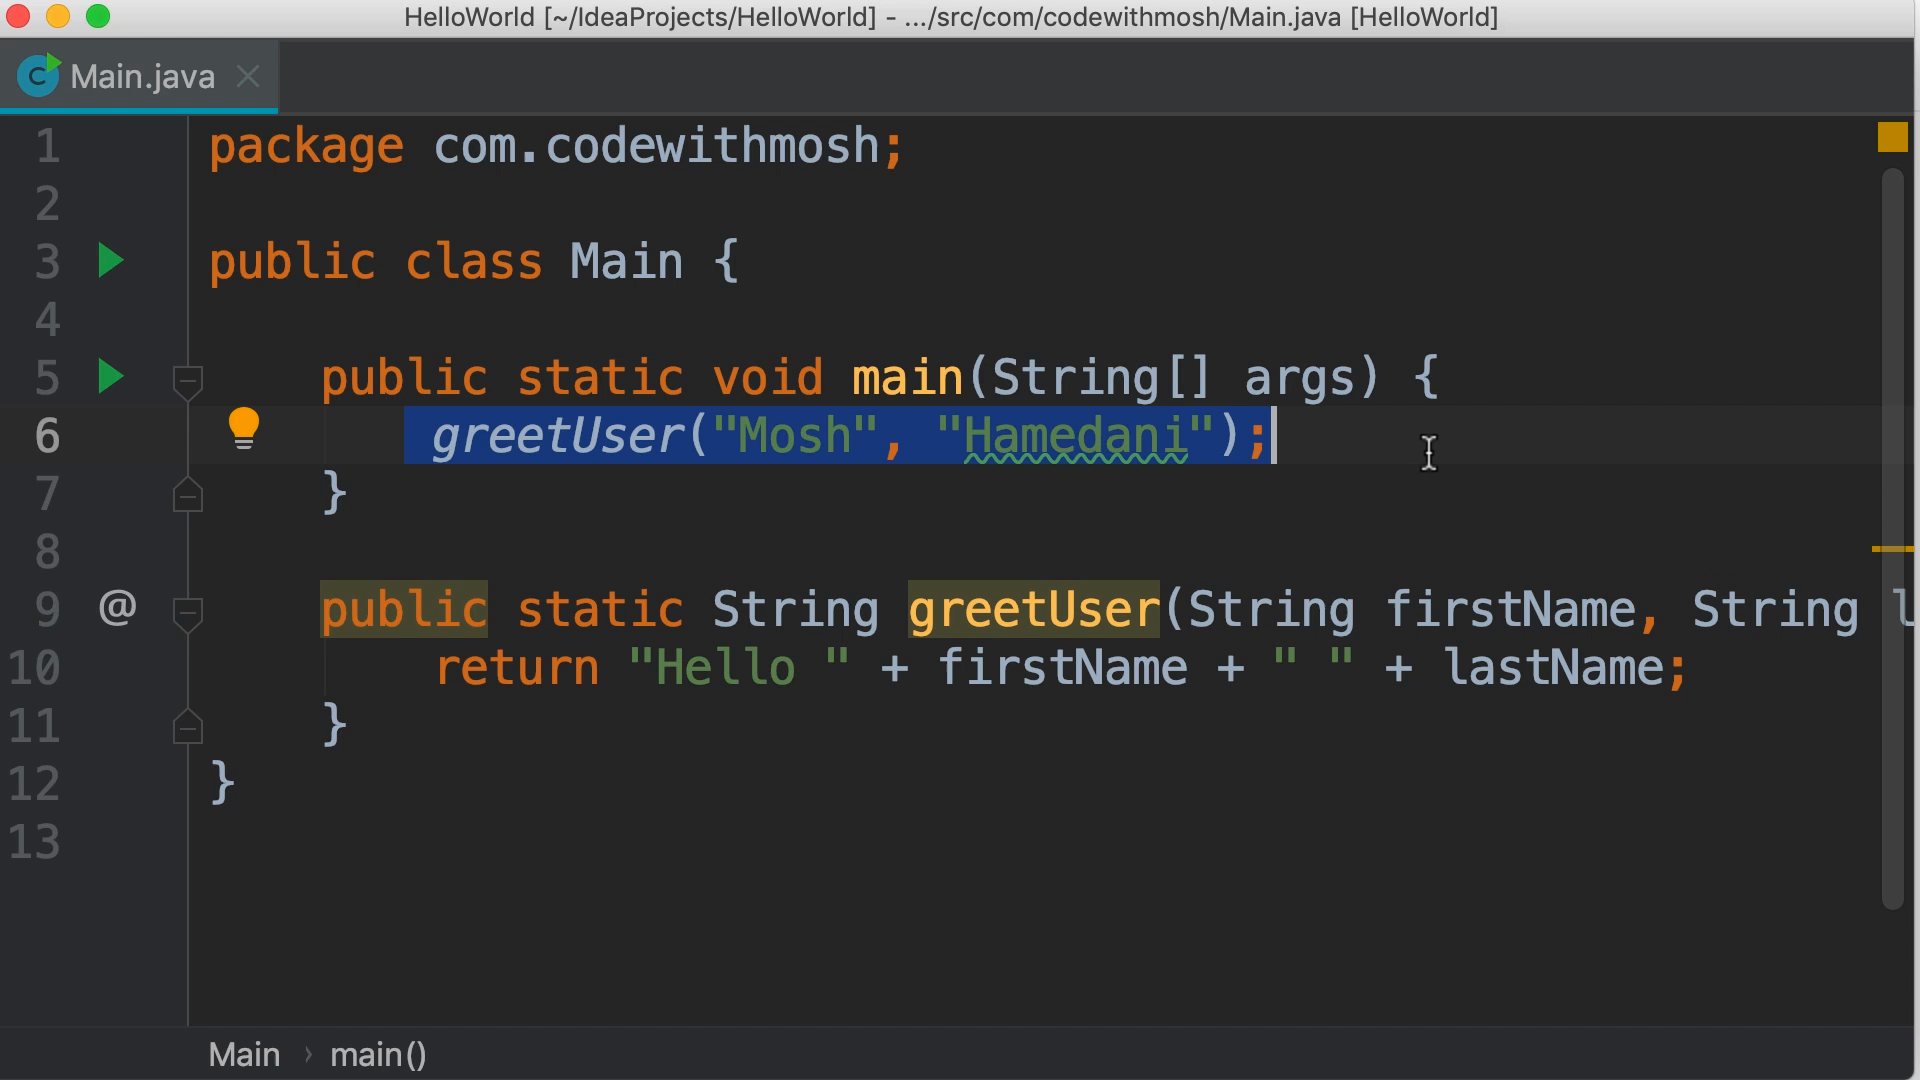 HelloWorld [~/IdeaProjects/HelloWorld] - .../src/com/codewithmosh/Main.java [HelloWorld]
Main.java
1 package com.codewithmosh;
2
3 public class Main {
4
5 public static void main(String[] args) {
6 greetUser("Mosh", "Hamedani");
7 }
8
9 @ public static String greetUser(String firstName, String l
10 return "Hello " + firstName + " " + lastName;
11 }
12 }
13
Main › main()